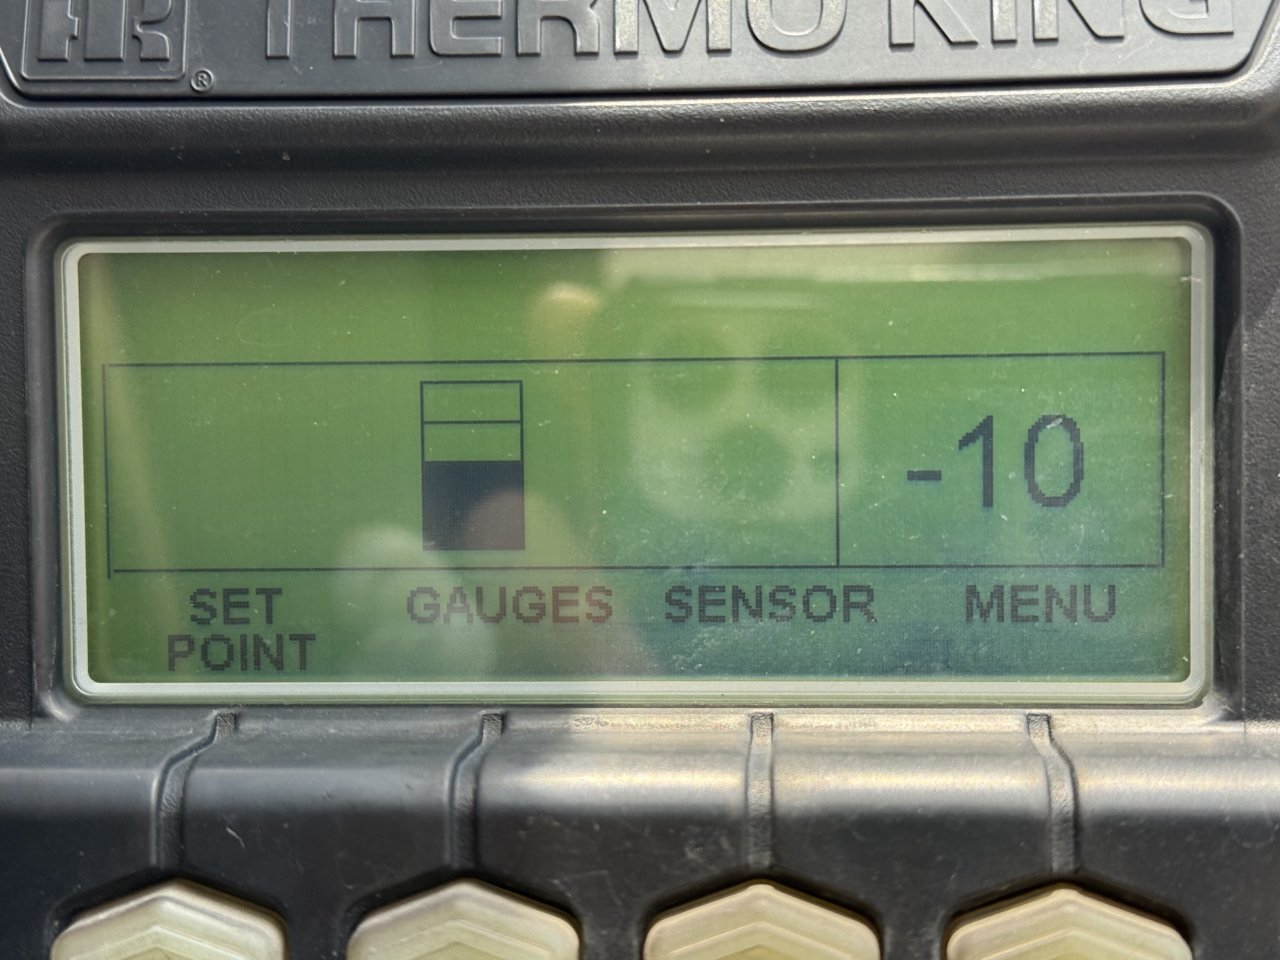 THERMO KING
®
-10
SET POINT
GAUGES
SENSOR
MENU